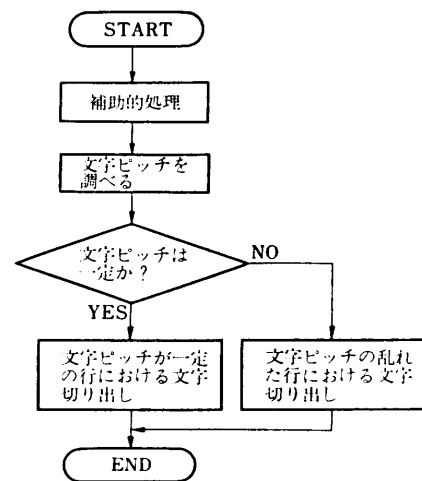 START
補助的処理
文字ピッチを
調べる
文字ピッチは
一定か?
NO
YES
文字ピッチが一定
の行における文字
切り出し
文字ピッチの乱れ
た行における文字
切り出し
END